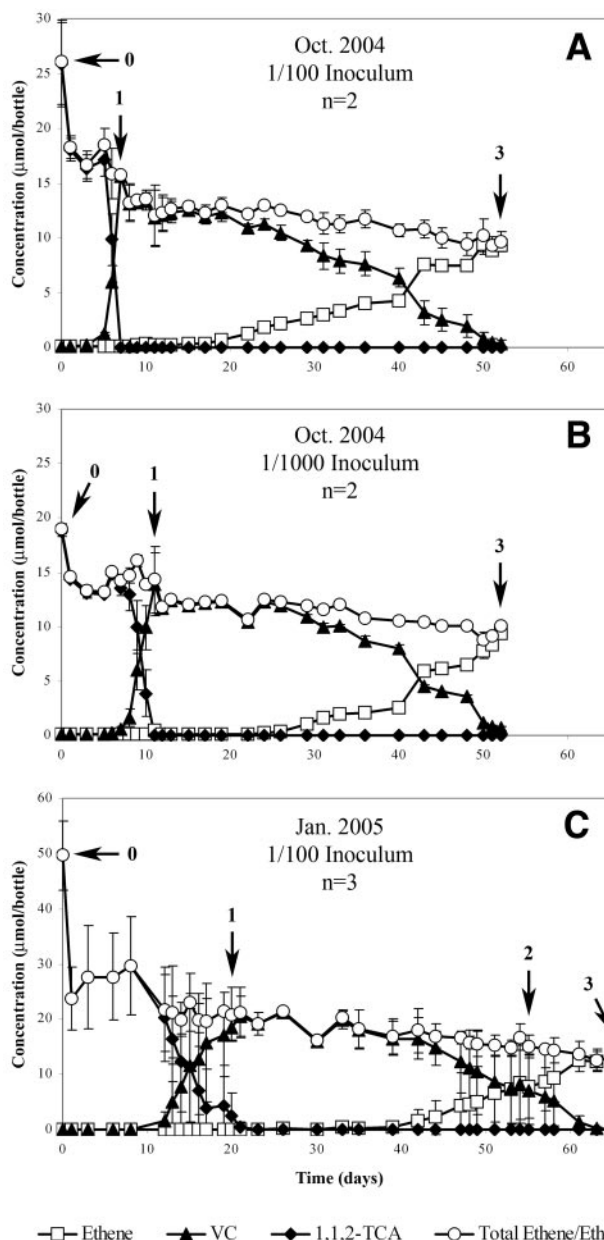 30
25
20
15
10
5
0
Concentration (μmol/bottle)
Oct. 2004
1/100 Inoculum
n=2
A
0
1
3
0 10 20 30 40 50 60
30
25
20
15
10
5
0
Concentration (μmol/bottle)
Oct. 2004
1/1000 Inoculum
n=2
B
0
1
3
0 10 20 30 40 50 60
60
50
40
30
20
10
0
Concentration (μmol/bottle)
Jan. 2005
1/100 Inoculum
n=3
C
0
1
2
3
0 10 20 30 40 50 60
Time (days)
Ethene VC 1,1,2-TCA Total Ethene/Eth